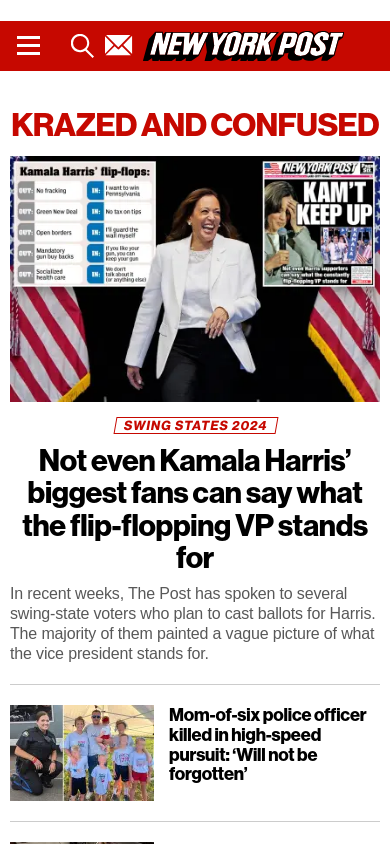 NEW YORK POST
KRAZED AND CONFUSED
Kamala Harris' flip-flops:
OUT: No fracking IN: I want to win Pennsylvania
OUT: Green New Deal IN: No tax on tips
OUT: Open borders IN: I'll guard the wall myself
OUT: Mandatory gun buy backs IN: If you like your gun, you can keep your gun
OUT: Socialized health care IN: We don't talk about it (or anything else)
NEW YORK POST
KAM'T
KEEP UP
Not even Harris supporters
can say what the constantly
flip-flopping VP stands for
SWING STATES 2024
Not even Kamala Harris’
biggest fans can say what
the flip-flopping VP stands
for
In recent weeks, The Post has spoken to several
swing-state voters who plan to cast ballots for Harris.
The majority of them painted a vague picture of what
the vice president stands for.
Mom-of-six police officer
killed in high-speed
pursuit: ‘Will not be
forgotten’